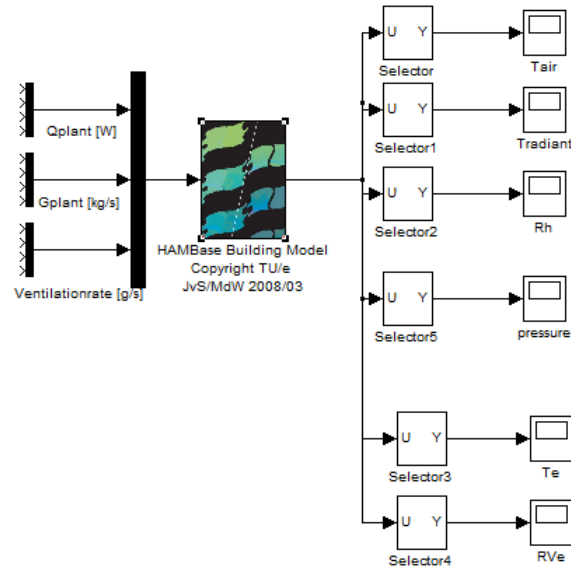 U Y
Selector
Tair
Qplant [W]
U Y
Selector1
Tradiant
Gplant [kg/s]
U Y
Selector2
Rh
Ventilationrate [g/s]
HAMBase Building Model
Copyright TU/e
JvS/MdW 2008/03
U Y
Selector5
pressure
U Y
Selector3
Te
U Y
Selector4
RVe